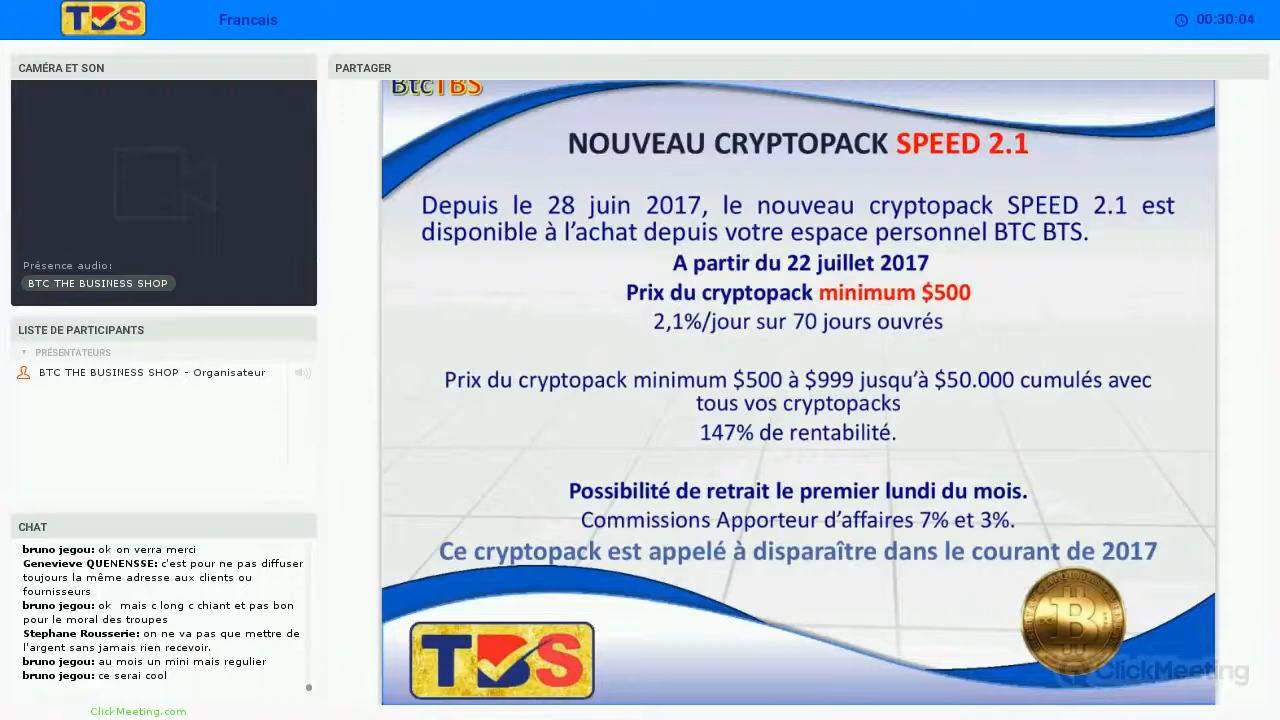 TBS
Francais
00:30:04
CAMÉRA ET SON
Présence audio:
BTC THE BUSINESS SHOP
LISTE DE PARTICIPANTS
PRÉSENTATEURS
BTC THE BUSINESS SHOP - Organisateur
CHAT
bruno jegou: ok on verra merci
Genevieve QUENENSSE: c'est pour ne pas diffuser
toujours la même adresse aux clients ou
fournisseurs
bruno jegou: ok mais c long c chiant et pas bon
pour le moral des troupes
Stephane Rousserie: on ne va pas que mettre de
l'argent sans jamais rien recevoir.
bruno jegou: au mois un mini mais regulier
bruno jegou: ce serai cool
ClickMeeting.com
PARTAGER
BtcTBS
NOUVEAU CRYPTOPACK SPEED 2.1
Depuis le 28 juin 2017, le nouveau cryptopack SPEED 2.1 est
disponible à l'achat depuis votre espace personnel BTC BTS.
A partir du 22 juillet 2017
Prix du cryptopack minimum $500
2,1%/jour sur 70 jours ouvrés
Prix du cryptopack minimum $500 à $999 jusqu'à $50.000 cumulés avec
tous vos cryptopacks
147% de rentabilité.
Possibilité de retrait le premier lundi du mois.
Commissions Apporteur d'affaires 7% et 3%.
Ce cryptopack est appelé à disparaître dans le courant de 2017
TBS
ClickMeeting